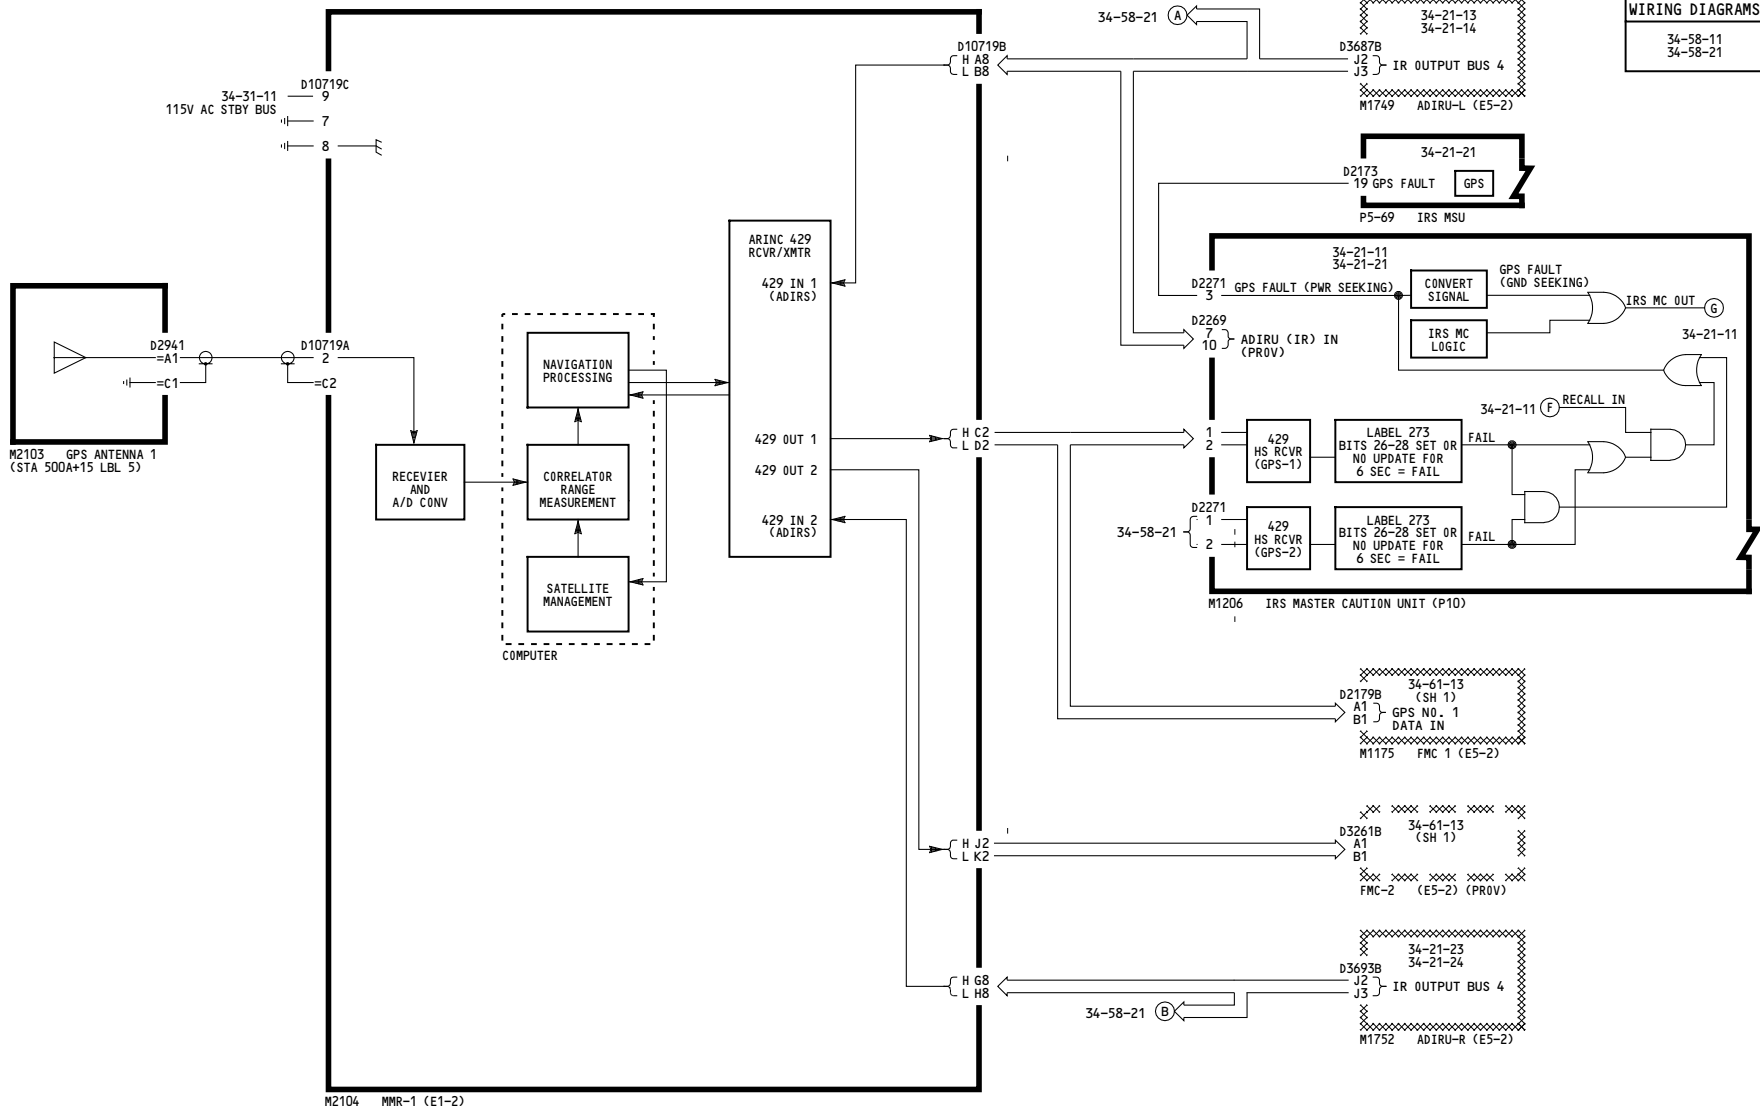 WIRING DIAGRAMS
34-58-11
34-58-21
34-58-21
A
34-21-13
34-21-14
D3687B
J2
J3
IR OUTPUT BUS 4
M1749 ADIRU-L (E5-2)
D10719B
H A8
L B8
D10719C
34-31-11
115V AC STBY BUS
9
7
8
34-21-21
D2173
19 GPS FAULT
GPS
P5-69 IRS MSU
ARINC 429
RCVR/XMTR
429 IN 1
(ADIRS)
429 OUT 1
429 OUT 2
429 IN 2
(ADIRS)
34-21-11
34-21-21
D2271
3
GPS FAULT (PWR SEEKING)
CONVERT
SIGNAL
GPS FAULT
(GND SEEKING)
IRS MC OUT
G
34-21-11
IRS MC
LOGIC
D2269
7
10
ADIRU (IR) IN
(PROV)
34-21-11
F
RECALL IN
1
2
429
HS RCVR
(GPS-1)
LABEL 273
BITS 26-28 SET OR
NO UPDATE FOR
6 SEC = FAIL
FAIL
D2271
34-58-21
1
2
429
HS RCVR
(GPS-2)
LABEL 273
BITS 26-28 SET OR
NO UPDATE FOR
6 SEC = FAIL
FAIL
M1206 IRS MASTER CAUTION UNIT (P10)
D2941
=A1
=C1
M2103 GPS ANTENNA 1
(STA 500A+15 LBL 5)
D10719A
2
=C2
RECEVIER
AND
A/D CONV
NAVIGATION
PROCESSING
CORRELATOR
RANGE
MEASUREMENT
SATELLITE
MANAGEMENT
COMPUTER
H C2
L D2
34-61-13
(SH 1)
D2179B
A1
B1
GPS NO. 1
DATA IN
M1175 FMC 1 (E5-2)
H J2
L K2
34-61-13
(SH 1)
D3261B
A1
B1
FMC-2 (E5-2) (PROV)
H G8
L H8
34-58-21
B
34-21-23
34-21-24
D3693B
J2
J3
IR OUTPUT BUS 4
M1752 ADIRU-R (E5-2)
M2104 MMR-1 (E1-2)